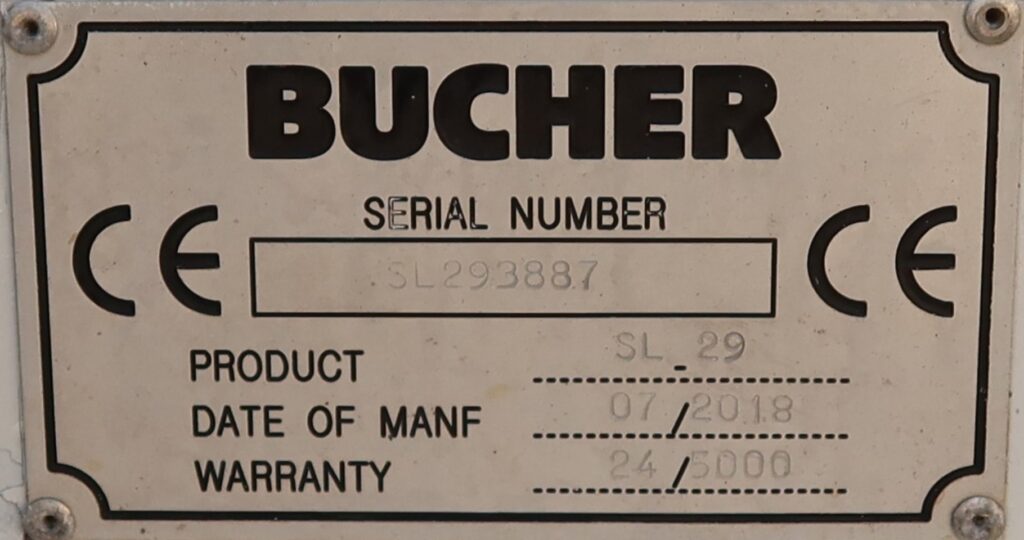 BUCHER
SERIAL NUMBER
CE SL293887 CE
PRODUCT SL_29
DATE OF MANF 07/2018
WARRANTY 24/5000